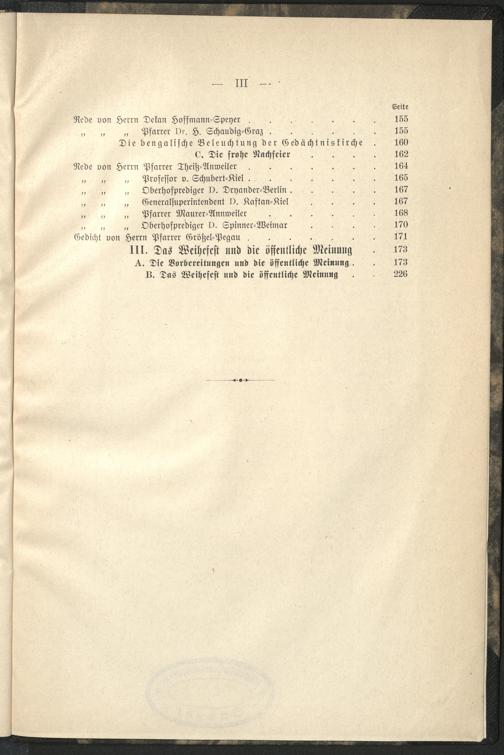 — III —
Seite
Rede von Herrn Dekan Hoffmann-Speyer . . . . . . . 155
„ „ „ Pfarrer Dr. H. Schaudig-Graz . . . . . . 155
Die bengalische Beleuchtung der Gedächtniskirche . 160
C. Die frohe Nachfeier . . . . 162
Rede von Herrn Pfarrer Theiß-Anweiler . . . . . . . 164
„ „ „ Professor v. Schubert-Kiel . . . . . . . 165
„ „ „ Oberhofprediger D. Dryander-Berlin . . . . . 167
„ „ „ Generalsuperintendent D. Kaftan-Kiel . . . . 167
„ „ „ Pfarrer Maurer-Annweiler . . . . . . 168
„ „ „ Oberhofprediger D. Spinner-Weimar . . . . 170
Gedicht von Herrn Pfarrer Größel-Pegau . . . . . . . 171
III. Das Weihefest und die öffentliche Meinung . 173
A. Die Vorbereitungen und die öffentliche Meinung . . 173
B. Das Weihefest und die öffentliche Meinung . . 226